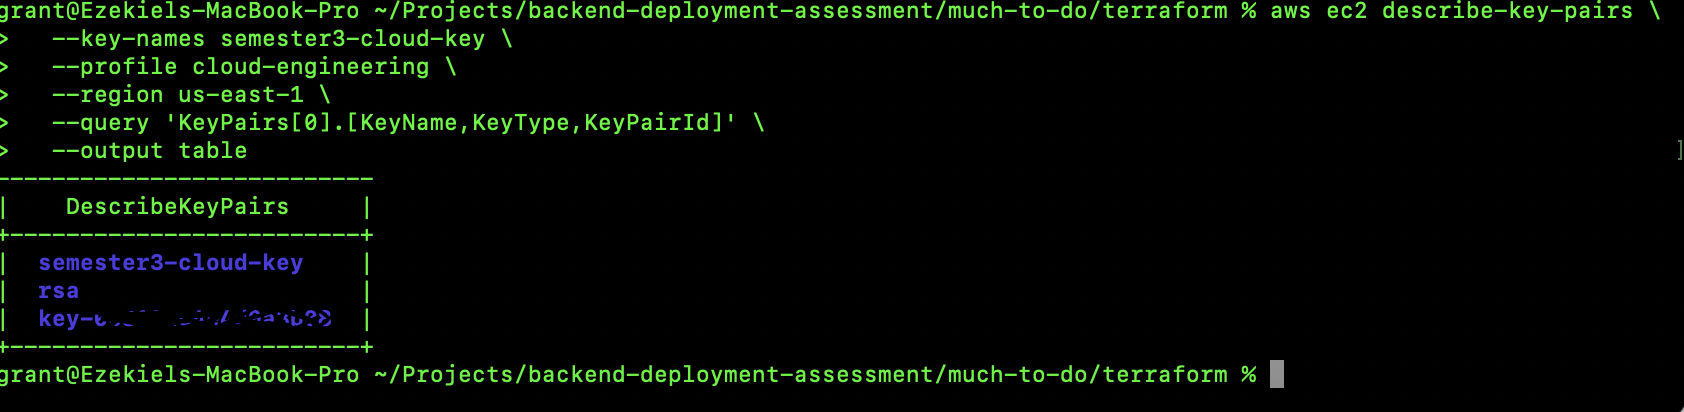 grant@Ezekiels-MacBook-Pro ~/Projects/backend-deployment-assessment/much-to-do/terraform % aws ec2 describe-key-pairs \
>   --key-names semester3-cloud-key \
>   --profile cloud-engineering \
>   --region us-east-1 \
>   --query 'KeyPairs[0].[KeyName,KeyType,KeyPairId]' \
>   --output table
---------------------------
|    DescribeKeyPairs     |
+-------------------------+
|  semester3-cloud-key    |
|  rsa                    |
|  key-                   |
+-------------------------+
grant@Ezekiels-MacBook-Pro ~/Projects/backend-deployment-assessment/much-to-do/terraform %